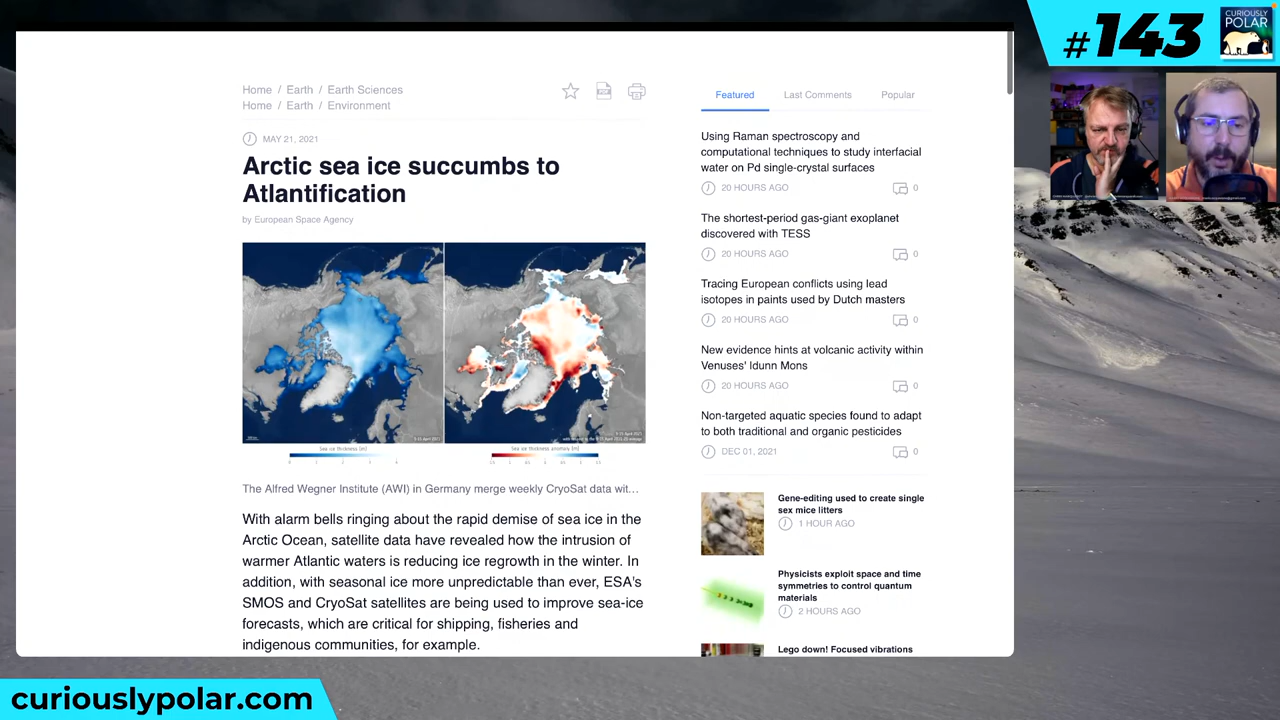 #143
CURIOUSLY
POLAR
Home / Earth / Earth Sciences
Home / Earth / Environment
PDF
MAY 21, 2021
Arctic sea ice succumbs to
Atlantification
by European Space Agency
Sea ice thickness [m]
Sea ice thickness anomaly [m]
The Alfred Wegner Institute (AWI) in Germany merge weekly CryoSat data wit…
With alarm bells ringing about the rapid demise of sea ice in the
Arctic Ocean, satellite data have revealed how the intrusion of
warmer Atlantic waters is reducing ice regrowth in the winter. In
addition, with seasonal ice more unpredictable than ever, ESA's
SMOS and CryoSat satellites are being used to improve sea-ice
forecasts, which are critical for shipping, fisheries and
indigenous communities, for example.
Featured Last Comments Popular
Using Raman spectroscopy and
computational techniques to study interfacial
water on Pd single-crystal surfaces
20 HOURS AGO 0
The shortest-period gas-giant exoplanet
discovered with TESS
20 HOURS AGO 0
Tracing European conflicts using lead
isotopes in paints used by Dutch masters
20 HOURS AGO 0
New evidence hints at volcanic activity within
Venuses' Idunn Mons
20 HOURS AGO 0
Non-targeted aquatic species found to adapt
to both traditional and organic pesticides
DEC 01, 2021 0
Gene-editing used to create single
sex mice litters
1 HOUR AGO
Physicists exploit space and time
symmetries to control quantum
materials
2 HOURS AGO
Lego down! Focused vibrations
curiouslypolar.com